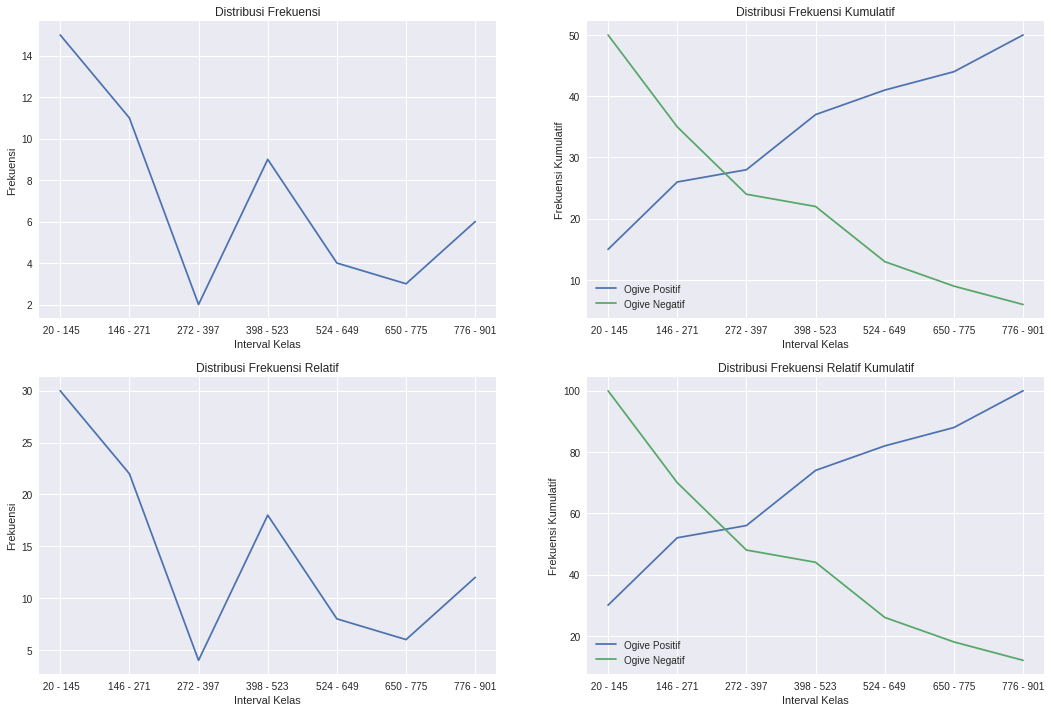 Distribusi Frekuensi
Frekuensi
14
12
10
8
6
4
2
20 - 145 146 - 271 272 - 397 398 - 523 524 - 649 650 - 775 776 - 901
Interval Kelas
Distribusi Frekuensi Kumulatif
Frekuensi Kumulatif
50
40
30
20
10
Ogive Positif
Ogive Negatif
20 - 145 146 - 271 272 - 397 398 - 523 524 - 649 650 - 775 776 - 901
Interval Kelas
Distribusi Frekuensi Relatif
Frekuensi
30
25
20
15
10
5
20 - 145 146 - 271 272 - 397 398 - 523 524 - 649 650 - 775 776 - 901
Interval Kelas
Distribusi Frekuensi Relatif Kumulatif
Frekuensi Kumulatif
100
80
60
40
20
Ogive Positif
Ogive Negatif
20 - 145 146 - 271 272 - 397 398 - 523 524 - 649 650 - 775 776 - 901
Interval Kelas